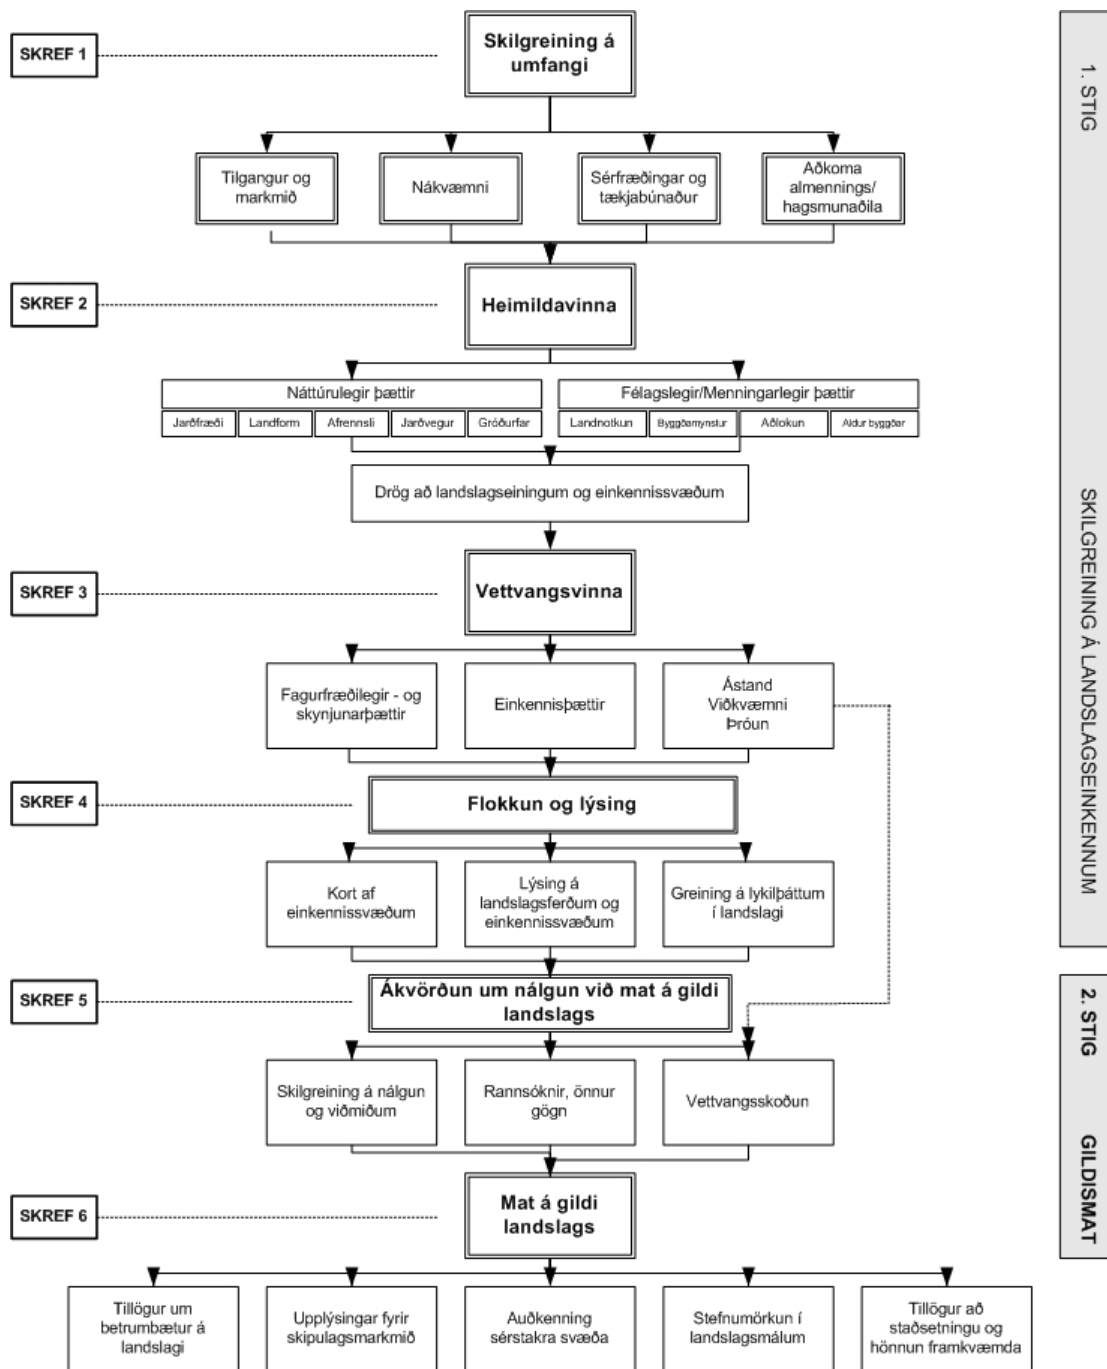 SKREF 1
Skilgreining á
umfangi
Tilgangur og
markmið
Nákvæmni
Sérfræðingar og
tækjabúnaður
Aðkoma
almennings/
hagsmunaðila
SKREF 2
Heimildavinna
Náttúrulegir þættir
Jarðfræði
Landform
Afrennsli
Jarðvegur
Gróðurfar
Félagslegir/Menningarlegir þættir
Landnotkun
Byggðamynstur
Aðlokun
Aldur byggðar
Drög að landslagseiningum og einkennissvæðum
SKREF 3
Vettvangsvinna
Fagurfræðilegir - og
skynjunarþættir
Einkennisþættir
Ástand
Viðkvæmni
Þróun
SKREF 4
Flokkun og lýsing
Kort af
einkennissvæðum
Lýsing á
landslagsferðum og
einkennissvæðum
Greining á lykilþáttum
í landslagi
SKREF 5
Ákvörðun um nálgun við mat á gildi
landslags
Skilgreining á nálgun
og viðmiðum
Rannsóknir, önnur
gögn
Vettvangsskoðun
SKREF 6
Mat á gildi
landslags
Tillögur um
betrumbætur á
landslagi
Upplýsingar fyrir
skipulagsmarkmið
Auðkenning
sérstakra svæða
Stefnumörkun í
landslagsmálum
Tillögur að
staðsetningu og
hönnun framkvæmda
1. STIG
SKILGREINING Á LANDSLAGSEINKENNUM
2. STIG
GILDISMAT